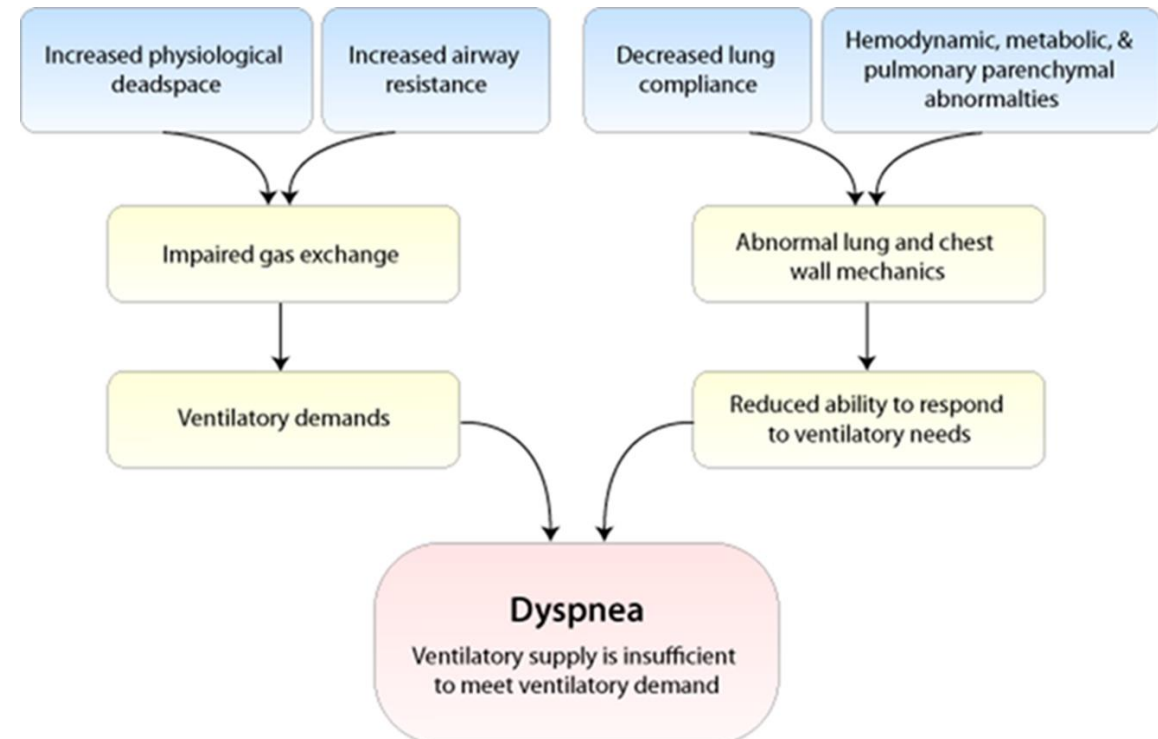 Increased physiological
deadspace
Increased airway
resistance
Decreased lung
compliance
Hemodynamic, metabolic, &
pulmonary parenchymal
abnormalties
Impaired gas exchange
Abnormal lung and chest
wall mechanics
Ventilatory demands
Reduced ability to respond
to ventilatory needs
Dyspnea
Ventilatory supply is insufficient
to meet ventilatory demand